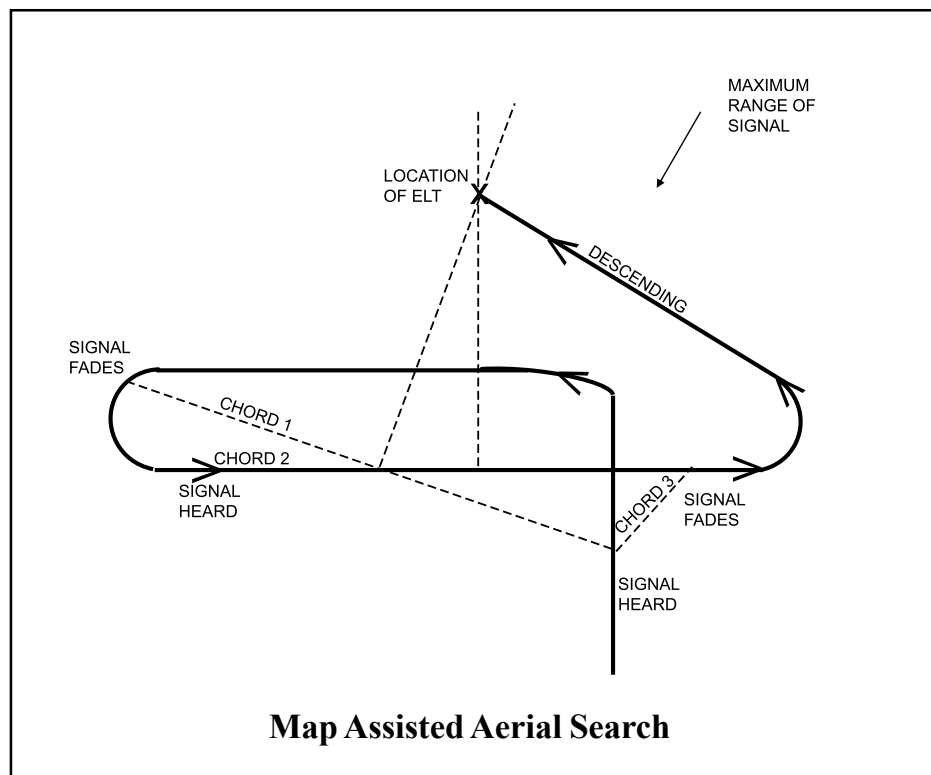 MAXIMUM
RANGE OF
SIGNAL
LOCATION
OF ELT
DESCENDING
SIGNAL
FADES
CHORD 1
CHORD 2
SIGNAL
HEARD
CHORD 3
SIGNAL
FADES
SIGNAL
HEARD
Map Assisted Aerial Search